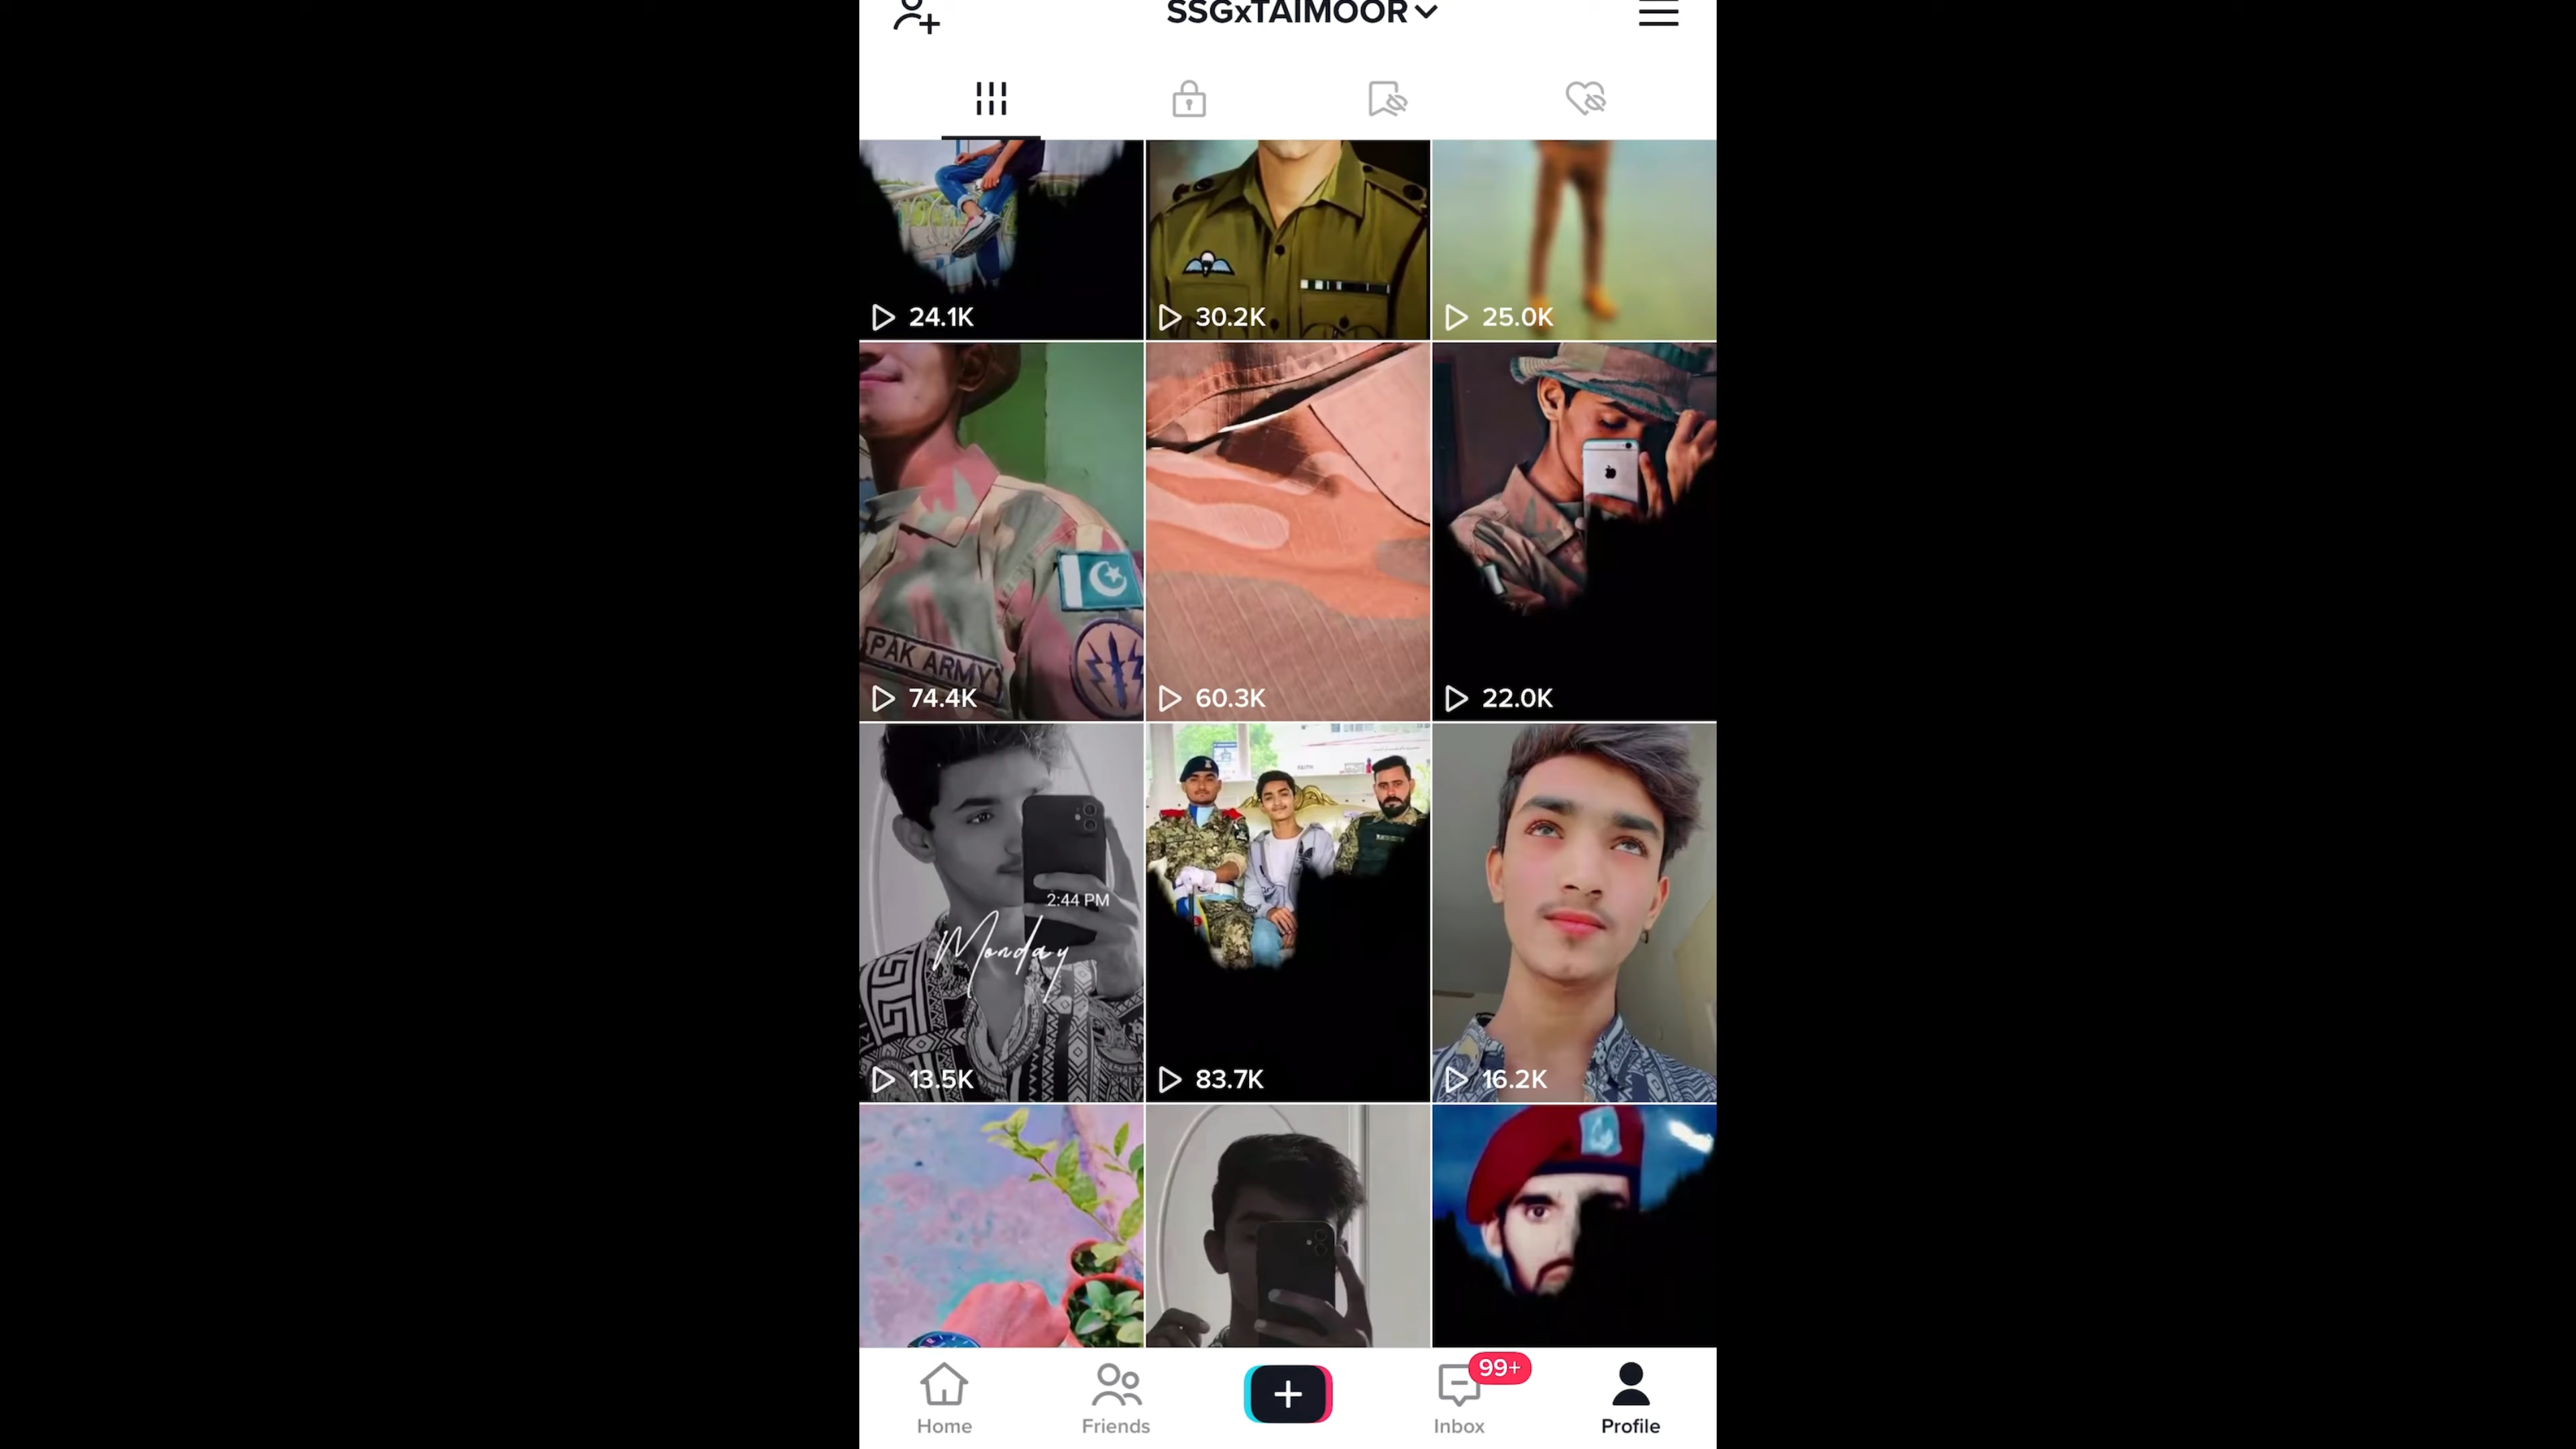 SSGxTAIMOOR
24.1K
30.2K
25.0K
PAK ARMY
74.4K
60.3K
22.0K
2:44 PM
Monday
13.5K
83.7K
16.2K
Home
Friends
99+
Inbox
Profile